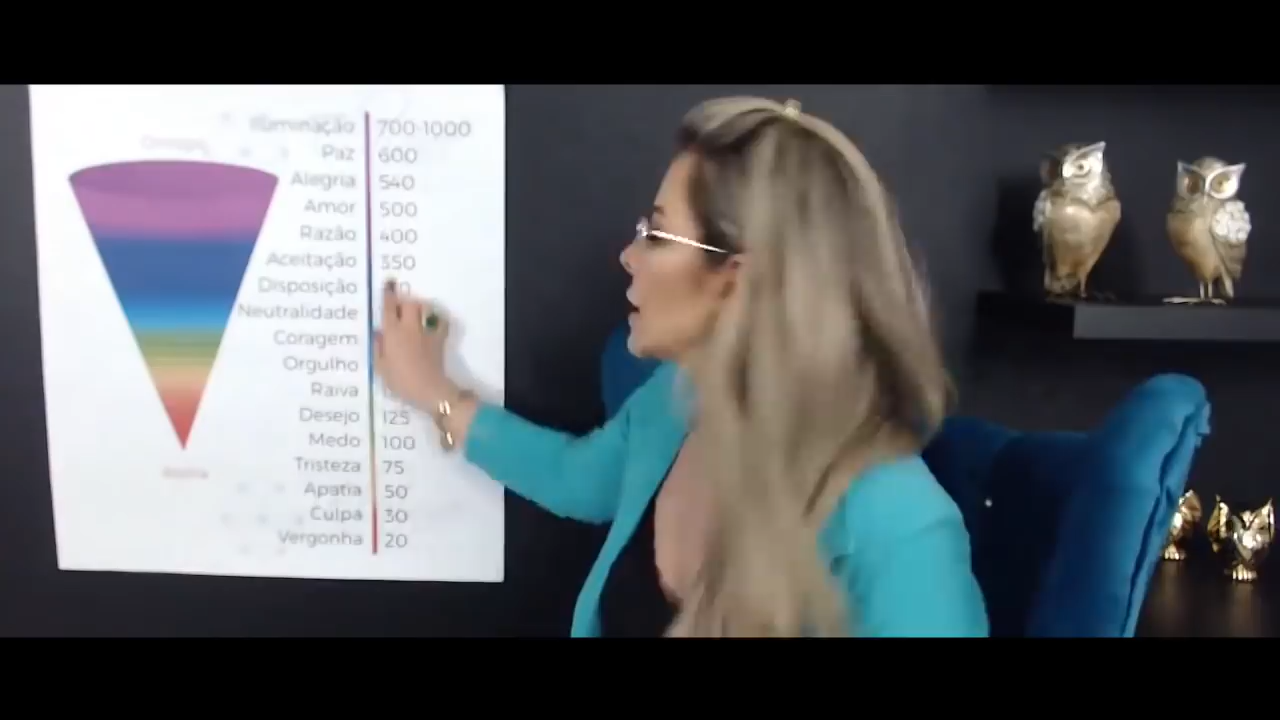 Iluminação 700-1000
Paz 600
Alegria 540
Amor 500
Razão 400
Aceitação 350
Disposição
Neutralidade
Coragem
Orgulho
Raiva
Desejo 125
Medo 100
Tristeza 75
Apatia 50
Culpa 30
Vergonha 20